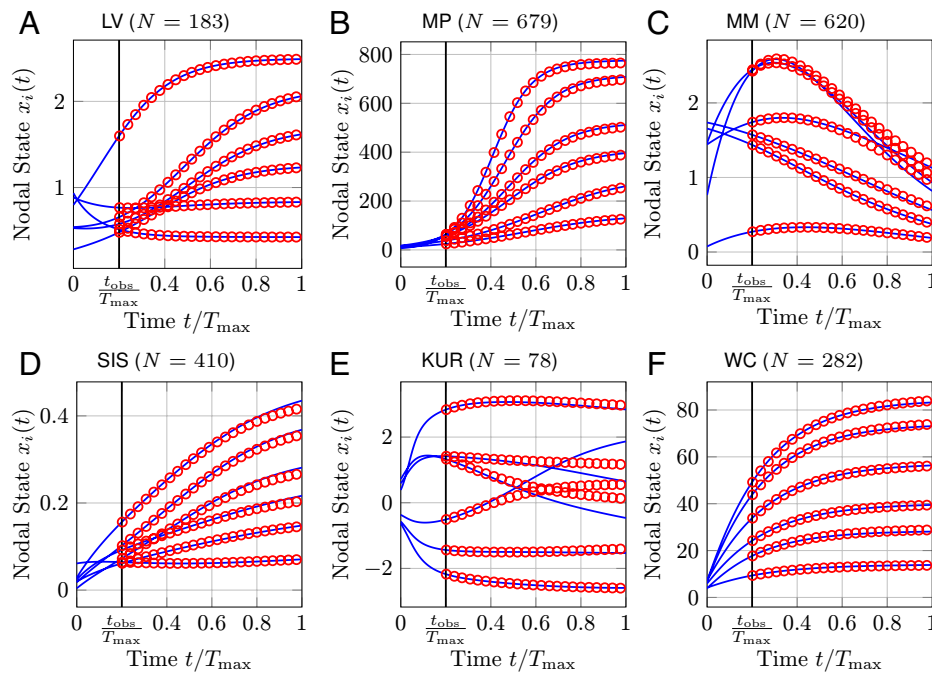 A LV (N = 183)
Nodal State x_i(t)
2
1
0 t_obs/T_max 0.4 0.6 0.8 1
Time t/T_max
B MP (N = 679)
Nodal State x_i(t)
800
600
400
200
0
0 t_obs/T_max 0.4 0.6 0.8 1
Time t/T_max
C MM (N = 620)
Nodal State x_i(t)
2
1
0
0 t_obs/T_max 0.4 0.6 0.8 1
Time t/T_max
D SIS (N = 410)
Nodal State x_i(t)
0.4
0.2
0
0 t_obs/T_max 0.4 0.6 0.8 1
Time t/T_max
E KUR (N = 78)
Nodal State x_i(t)
2
0
−2
0 t_obs/T_max 0.4 0.6 0.8 1
Time t/T_max
F WC (N = 282)
Nodal State x_i(t)
80
60
40
20
0
0 t_obs/T_max 0.4 0.6 0.8 1
Time t/T_max